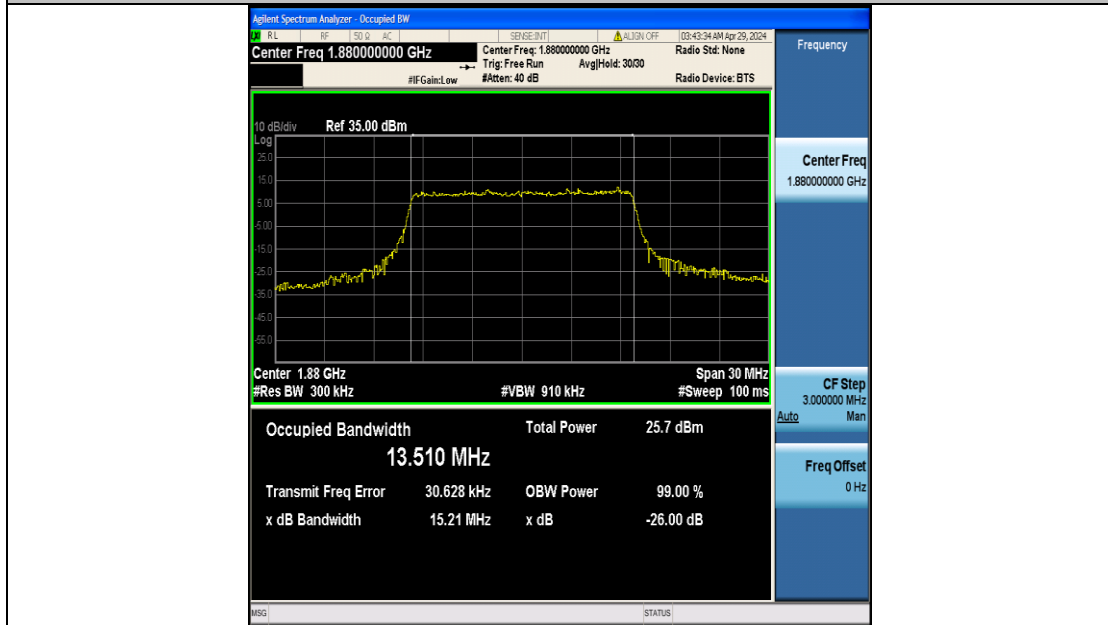 Agilent Spectrum Analyzer - Occupied BW
RL RF 50 Ω AC SENSE:INT ALIGN OFF 03:43:34 AM Apr 29, 2024
Center Freq 1.880000000 GHz
Center Freq: 1.880000000 GHz
Radio Std: None
Trig: Free Run Avg|Hold: 30/30
#IFGain:Low
#Atten: 40 dB
Radio Device: BTS
10 dB/div Ref 35.00 dBm
Log
25.0
15.0
5.00
-5.00
-15.0
-25.0
-35.0
-45.0
-55.0
Center 1.88 GHz
Span 30 MHz
#Res BW 300 kHz
#VBW 910 kHz
#Sweep 100 ms
Occupied Bandwidth
13.510 MHz
Total Power 25.7 dBm
Transmit Freq Error 30.628 kHz
OBW Power 99.00 %
x dB Bandwidth 15.21 MHz
x dB -26.00 dB
Frequency
Center Freq
1.880000000 GHz
CF Step
3.000000 MHz
Auto Man
Freq Offset
0 Hz
MSG
STATUS